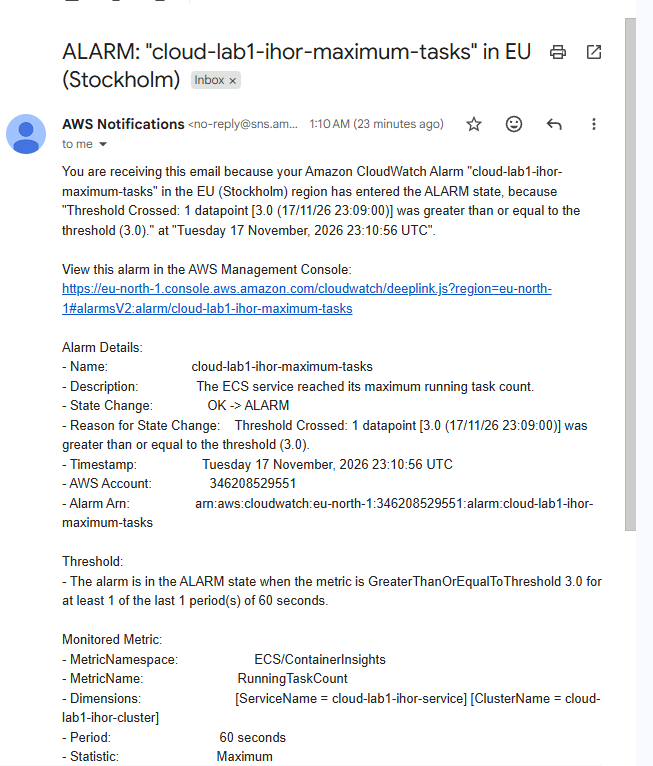 ALARM: "cloud-lab1-ihor-maximum-tasks" in EU
(Stockholm) Inbox ×
AWS Notifications <no-reply@sns.am... 1:10 AM (23 minutes ago)
to me
You are receiving this email because your Amazon CloudWatch Alarm "cloud-lab1-ihor-
maximum-tasks" in the EU (Stockholm) region has entered the ALARM state, because
"Threshold Crossed: 1 datapoint [3.0 (17/11/26 23:09:00)] was greater than or equal to the
threshold (3.0)." at "Tuesday 17 November, 2026 23:10:56 UTC".
View this alarm in the AWS Management Console:
https://eu-north-1.console.aws.amazon.com/cloudwatch/deeplink.js?region=eu-north-
1#alarmsV2:alarm/cloud-lab1-ihor-maximum-tasks
Alarm Details:
- Name: cloud-lab1-ihor-maximum-tasks
- Description: The ECS service reached its maximum running task count.
- State Change: OK -> ALARM
- Reason for State Change: Threshold Crossed: 1 datapoint [3.0 (17/11/26 23:09:00)] was
greater than or equal to the threshold (3.0).
- Timestamp: Tuesday 17 November, 2026 23:10:56 UTC
- AWS Account: 346208529551
- Alarm Arn: arn:aws:cloudwatch:eu-north-1:346208529551:alarm:cloud-lab1-ihor-
maximum-tasks
Threshold:
- The alarm is in the ALARM state when the metric is GreaterThanOrEqualToThreshold 3.0 for
at least 1 of the last 1 period(s) of 60 seconds.
Monitored Metric:
- MetricNamespace: ECS/ContainerInsights
- MetricName: RunningTaskCount
- Dimensions: [ServiceName = cloud-lab1-ihor-service] [ClusterName = cloud-
lab1-ihor-cluster]
- Period: 60 seconds
- Statistic: Maximum